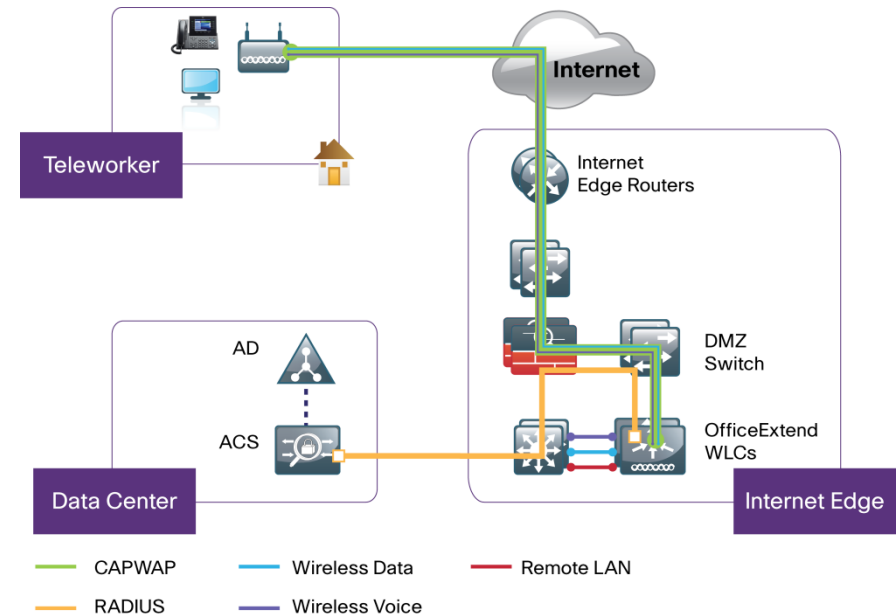 Internet
Teleworker
Internet
Edge Routers
AD
DMZ
Switch
ACS
OfficeExtend
WLCs
Data Center
Internet Edge
CAPWAP
Wireless Data
Remote LAN
RADIUS
Wireless Voice